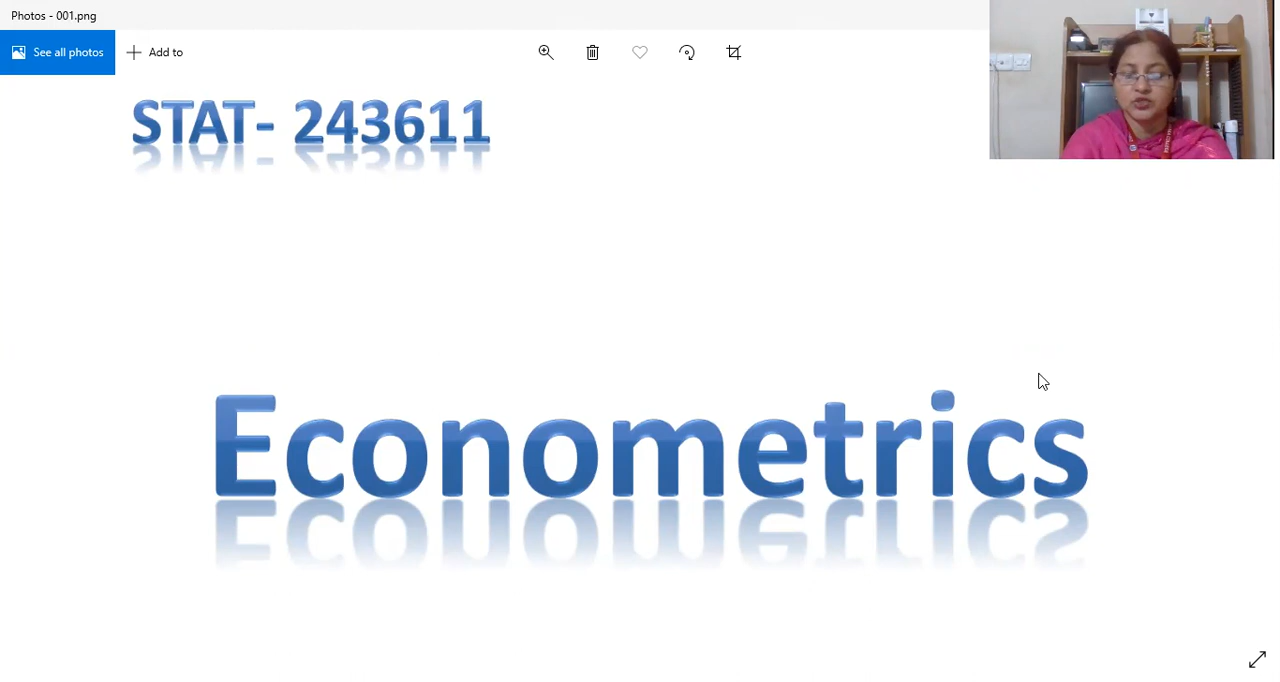 Photos - 001.png
See all photos
Add to
STAT- 243611
Econometrics